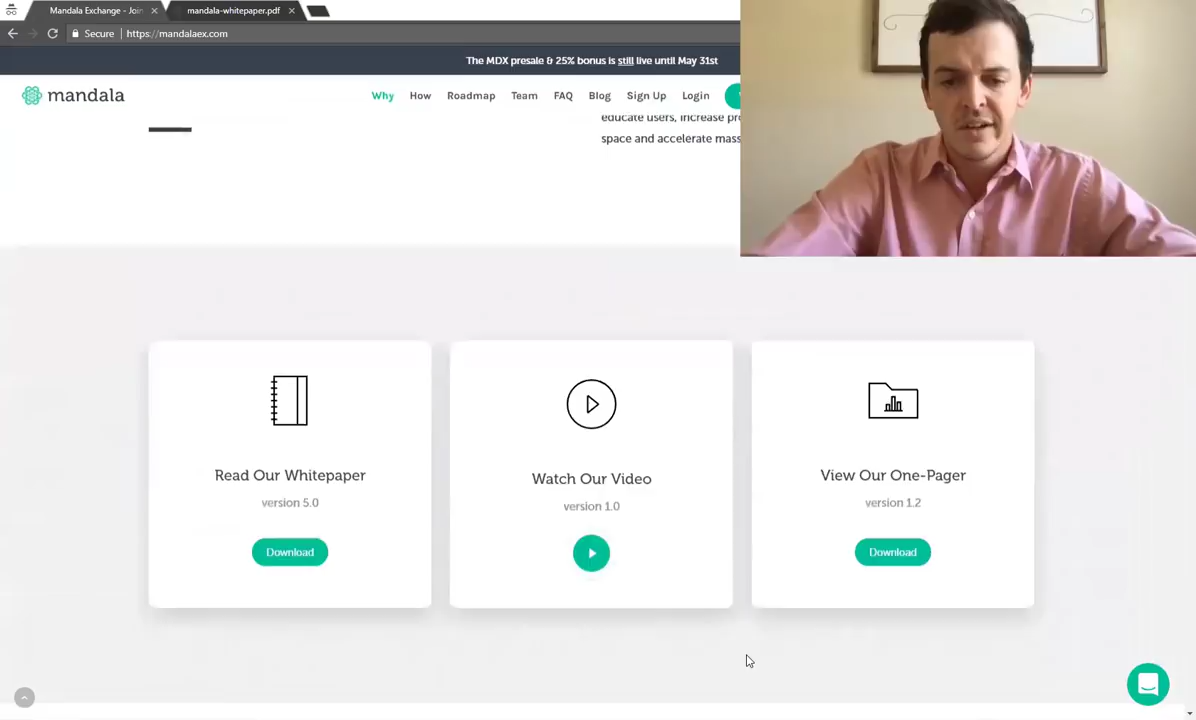 Mandala Exchange - Joi
mandala-whitepaper.pdf
Secure
https://mandalaex.com
The MDX presale & 25% bonus is still live until May 31st
mandala
Why How Roadmap Team FAQ Blog Sign Up Login
educate users, increase pro
space and accelerate mass
Read Our Whitepaper
version 5.0
Download
Watch Our Video
version 1.0
View Our One-Pager
version 1.2
Download